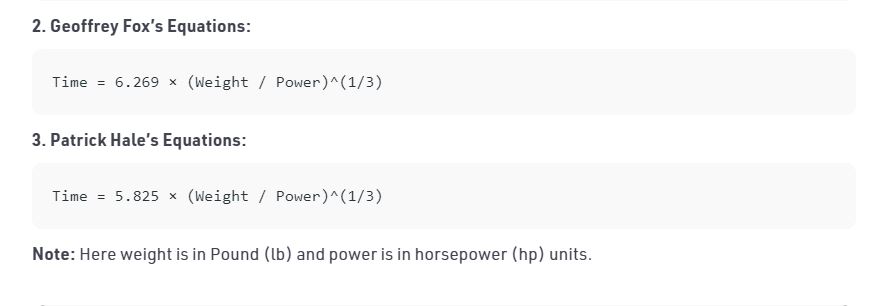 2. Geoffrey Fox’s Equations:
Time = 6.269 × (Weight / Power)^(1/3)
3. Patrick Hale’s Equations:
Time = 5.825 × (Weight / Power)^(1/3)
Note: Here weight is in Pound (lb) and power is in horsepower (hp) units.